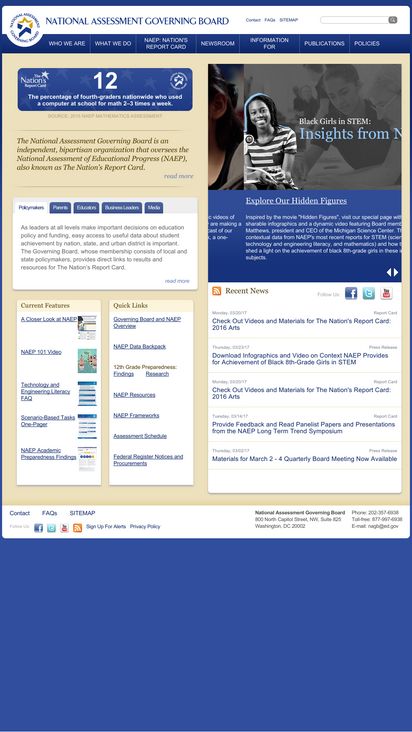 NATIONAL ASSESSMENT GOVERNING BOARD
Contact FAQs SITEMAP
WHO WE ARE
WHAT WE DO
NAEP: NATION'S
REPORT CARD
NEWSROOM
INFORMATION
FOR
PUBLICATIONS
POLICIES
The
Nation's
Report Card
12
The percentage of fourth-graders nationwide who used
a computer at school for math 2–3 times a week.
SOURCE: 2015 NAEP MATHEMATICS ASSESSMENT
The National Assessment Governing Board is an
independent, bipartisan organization that oversees the
National Assessment of Educational Progress (NAEP),
also known as The Nation's Report Card.
read more
Policymakers Parents Educators Business Leaders Media
As leaders at all levels make important decisions on education
policy and funding, easy access to useful data about student
achievement by nation, state, and urban district is important.
The Governing Board, whose membership consists of local and
state policymakers, provides direct links to results and
resources for The Nation's Report Card.
read more
Black Girls in STEM:
Insights from N
Explore Our Hidden Figures
Inspired by the movie "Hidden Figures", visit our special page wit
sharable infographics and a dynamic video featuring Board memb
Matthews, president and CEO of the Michigan Science Center. Th
contextual data from NAEP's most recent reports for STEM (scien
technology and engineering literacy, and mathematics) and how th
shed a light on the achievement of black 8th-grade girls in these s
subjects.
c videos of
are making a
cast of our
k, a one-
Recent News
Follow Us:
Monday, 03/20/17 Report Card
Check Out Videos and Materials for The Nation's Report Card:
2016 Arts
Thursday, 03/23/17 Press Release
Download Infographics and Video on Context NAEP Provides
for Achievement of Black 8th-Grade Girls in STEM
Monday, 03/20/17 Report Card
Check Out Videos and Materials for The Nation's Report Card:
2016 Arts
Tuesday, 03/14/17 Report Card
Provide Feedback and Read Panelist Papers and Presentations
from the NAEP Long Term Trend Symposium
Thursday, 03/02/17 Press Release
Materials for March 2 - 4 Quarterly Board Meeting Now Available
Current Features
A Closer Look at NAEP
NAEP 101 Video
Technology and
Engineering Literacy
FAQ
Scenario-Based Tasks
One-Pager
NAEP Academic
Preparedness Findings
Quick Links
Governing Board and NAEP
Overview
NAEP Data Backpack
12th Grade Preparedness:
Findings Research
NAEP Resources
NAEP Frameworks
Assessment Schedule
Federal Register Notices and
Procurements
Contact FAQs SITEMAP
Follow Us: Sign Up For Alerts Privacy Policy
National Assessment Governing Board
800 North Capitol Street, NW, Suite 825
Washington, DC 20002
Phone: 202-357-6938
Toll-free: 877-997-6938
E-mail: nagb@ed.gov